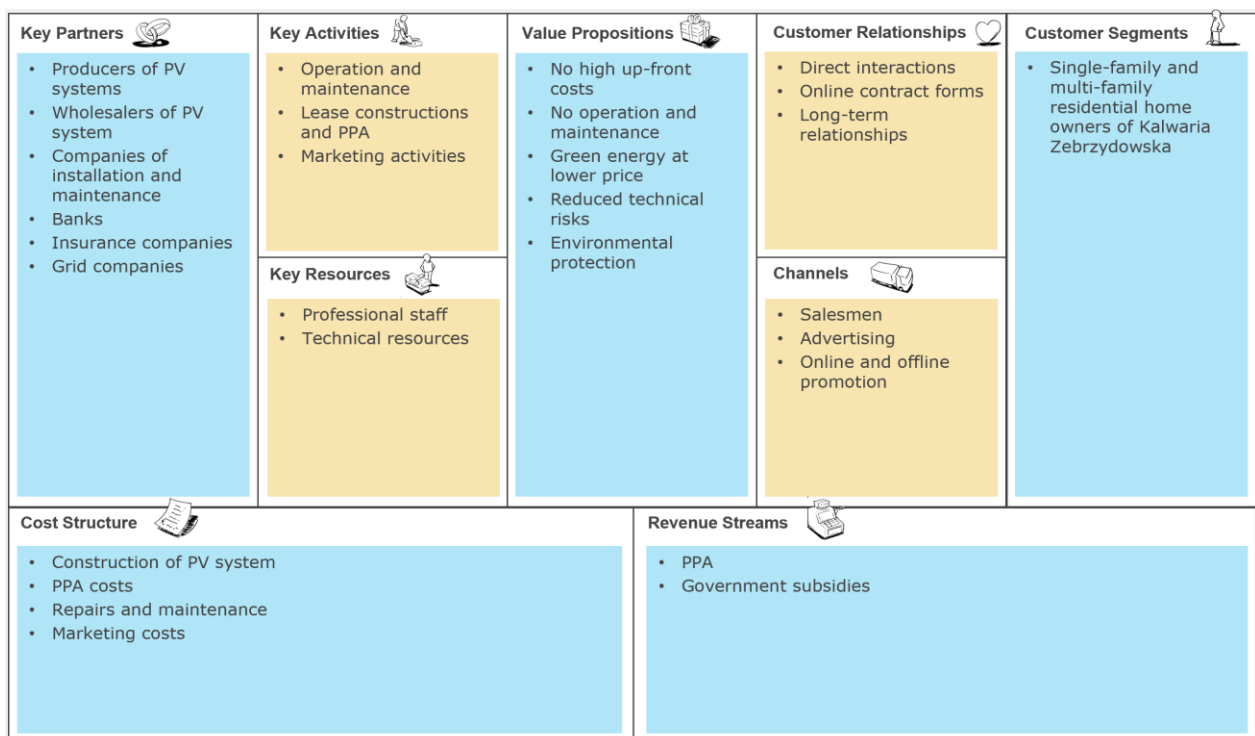 Key Partners
• Producers of PV
systems
• Wholesalers of PV
system
• Companies of
installation and
maintenance
• Banks
• Insurance companies
• Grid companies
Key Activities
• Operation and
maintenance
• Lease constructions
and PPA
• Marketing activities
Key Resources
• Professional staff
• Technical resources
Value Propositions
• No high up-front
costs
• No operation and
maintenance
• Green energy at
lower price
• Reduced technical
risks
• Environmental
protection
Customer Relationships
• Direct interactions
• Online contract forms
• Long-term
relationships
Channels
• Salesmen
• Advertising
• Online and offline
promotion
Customer Segments
• Single-family and
multi-family
residential home
owners of Kalwaria
Zebrzydowska
Cost Structure
• Construction of PV system
• PPA costs
• Repairs and maintenance
• Marketing costs
Revenue Streams
• PPA
• Government subsidies